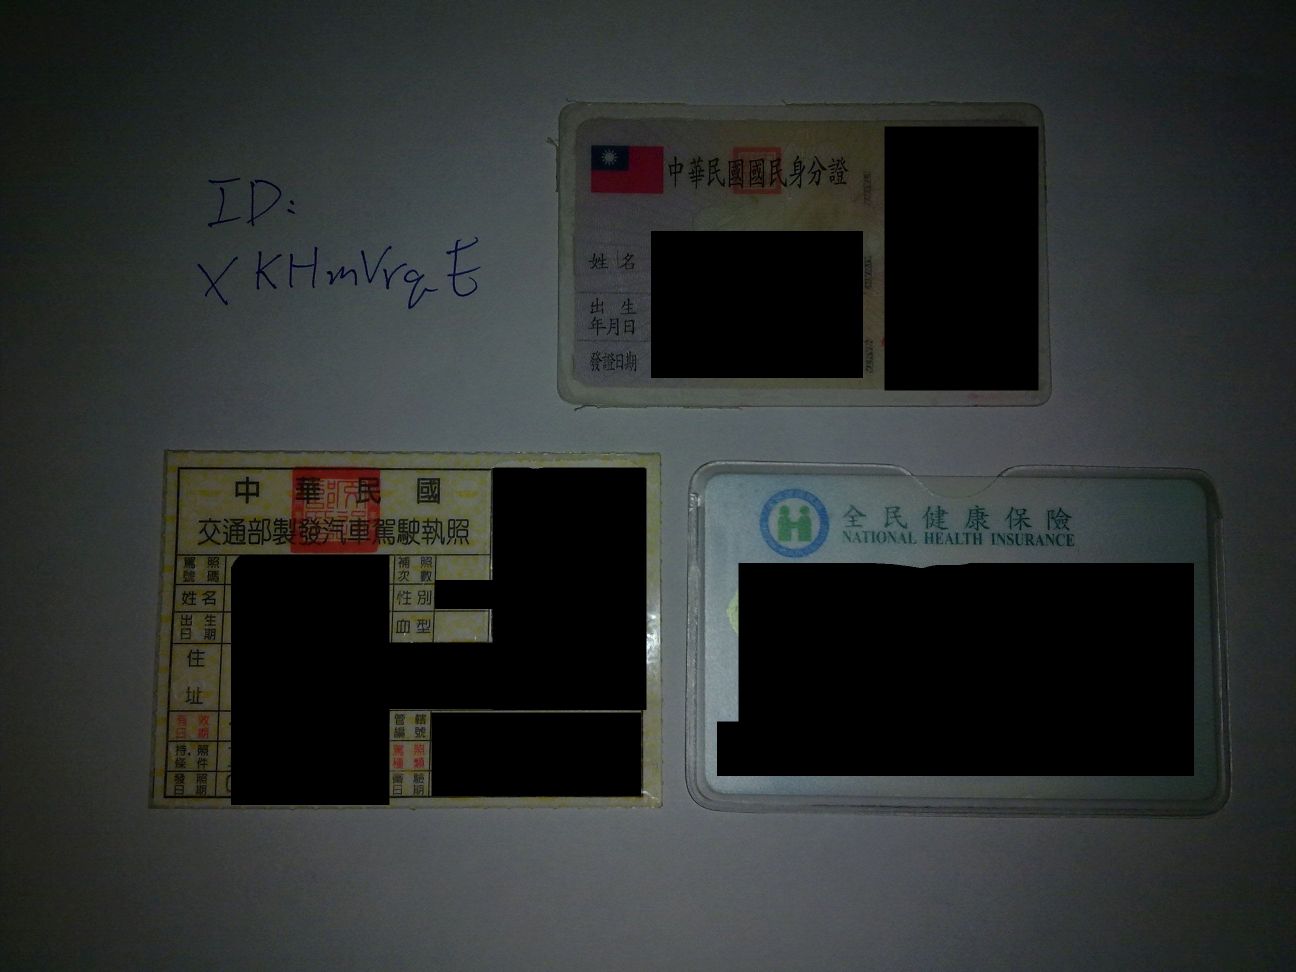 ID:
XKHmVrqE
中華民國國民身分證
姓名
出生
年月日
發證日期
中華民國
交通部製發汽車駕駛執照
駕照
號碼
補照
次數
姓名
性別
出生
日期
血型
住址
有效
日期
管轄
編號
持照
條件
駕照
種類
發照
日期
審驗
日期
全民健康保險
NATIONAL HEALTH INSURANCE